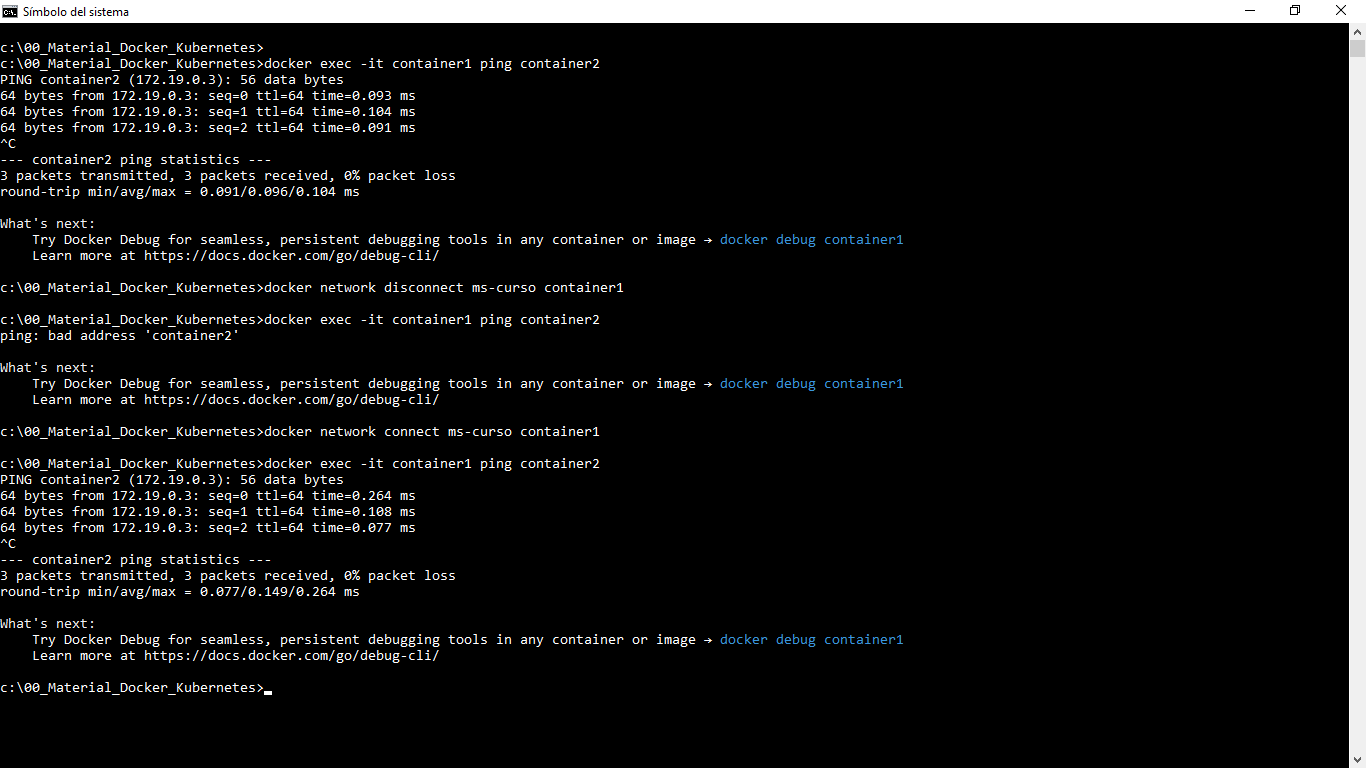 Símbolo del sistema
c:\00_Material_Docker_Kubernetes>
c:\00_Material_Docker_Kubernetes>docker exec -it container1 ping container2
PING container2 (172.19.0.3): 56 data bytes
64 bytes from 172.19.0.3: seq=0 ttl=64 time=0.093 ms
64 bytes from 172.19.0.3: seq=1 ttl=64 time=0.104 ms
64 bytes from 172.19.0.3: seq=2 ttl=64 time=0.091 ms
^C
--- container2 ping statistics ---
3 packets transmitted, 3 packets received, 0% packet loss
round-trip min/avg/max = 0.091/0.096/0.104 ms
What's next:
    Try Docker Debug for seamless, persistent debugging tools in any container or image → docker debug container1
    Learn more at https://docs.docker.com/go/debug-cli/
c:\00_Material_Docker_Kubernetes>docker network disconnect ms-curso container1
c:\00_Material_Docker_Kubernetes>docker exec -it container1 ping container2
ping: bad address 'container2'
What's next:
    Try Docker Debug for seamless, persistent debugging tools in any container or image → docker debug container1
    Learn more at https://docs.docker.com/go/debug-cli/
c:\00_Material_Docker_Kubernetes>docker network connect ms-curso container1
c:\00_Material_Docker_Kubernetes>docker exec -it container1 ping container2
PING container2 (172.19.0.3): 56 data bytes
64 bytes from 172.19.0.3: seq=0 ttl=64 time=0.264 ms
64 bytes from 172.19.0.3: seq=1 ttl=64 time=0.108 ms
64 bytes from 172.19.0.3: seq=2 ttl=64 time=0.077 ms
^C
--- container2 ping statistics ---
3 packets transmitted, 3 packets received, 0% packet loss
round-trip min/avg/max = 0.077/0.149/0.264 ms
What's next:
    Try Docker Debug for seamless, persistent debugging tools in any container or image → docker debug container1
    Learn more at https://docs.docker.com/go/debug-cli/
c:\00_Material_Docker_Kubernetes>